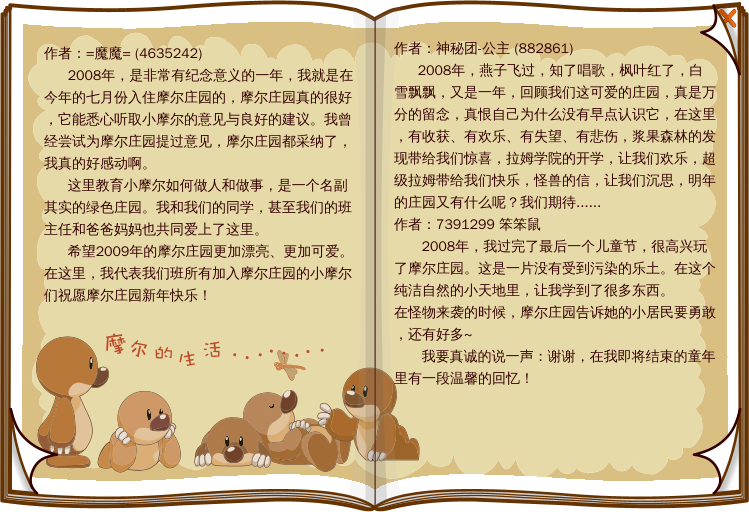 作者：=魔魔= (4635242)
2008年，是非常有纪念意义的一年，我就是在
今年的七月份入住摩尔庄园的，摩尔庄园真的很好
，它能悉心听取小摩尔的意见与良好的建议。我曾
经尝试为摩尔庄园提过意见，摩尔庄园都采纳了，
我真的好感动啊。
这里教育小摩尔如何做人和做事，是一个名副
其实的绿色庄园。我和我们的同学，甚至我们的班
主任和爸爸妈妈也共同爱上了这里。
希望2009年的摩尔庄园更加漂亮、更加可爱。
在这里，我代表我们班所有加入摩尔庄园的小摩尔
们祝愿摩尔庄园新年快乐！
摩尔的生活........
作者：神秘团·公主 (882861)
2008年，燕子飞过，知了唱歌，枫叶红了，白
雪飘飘，又是一年，回顾我们这可爱的庄园，真是万
分的留念，真恨自己为什么没有早点认识它，在这里
，有收获、有欢乐、有失望、有悲伤，浆果森林的发
现带给我们惊喜，拉姆学院的开学，让我们欢乐，超
级拉姆带给我们快乐，怪兽的信，让我们沉思，明年
的庄园又有什么呢？我们期待......
作者：7391299 笨笨鼠
2008年，我过完了最后一个儿童节，很高兴玩
了摩尔庄园。这是一片没有受到污染的乐土。在这个
纯洁自然的小天地里，让我学到了很多东西。
在怪物来袭的时候，摩尔庄园告诉她的小居民要勇敢
，还有好多~
我要真诚的说一声：谢谢，在我即将结束的童年
里有一段温馨的回忆！